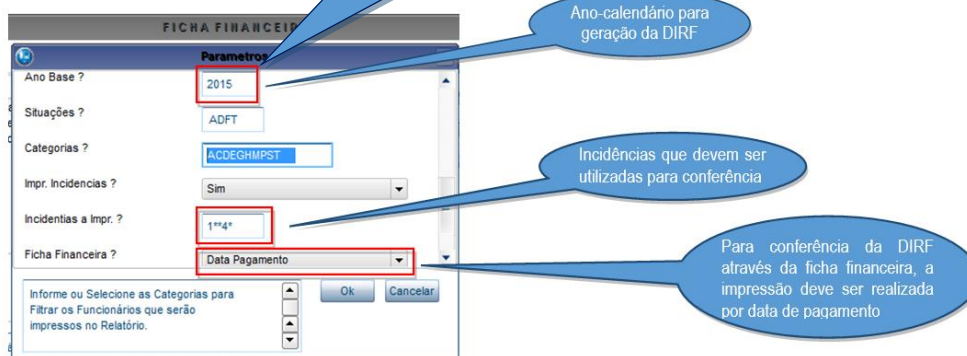 FICHA FINANCEIR
Parametros
Ano-calendário para
geração da DIRF
Ano Base ?
2015
Situações ?
ADFT
Categorias ?
ACDEGHMPST
Impr. Incidencias ?
Sim
Incidências que devem ser
utilizadas para conferência
Incidentias a Impr. ?
1**4*
Ficha Financeira ?
Data Pagamento
Para conferência da DIRF
através da ficha financeira, a
impressão deve ser realizada
por data de pagamento
Informe ou Selecione as Categorias para
Filtrar os Funcionários que serão
impressos no Relatório.
Ok
Cancelar